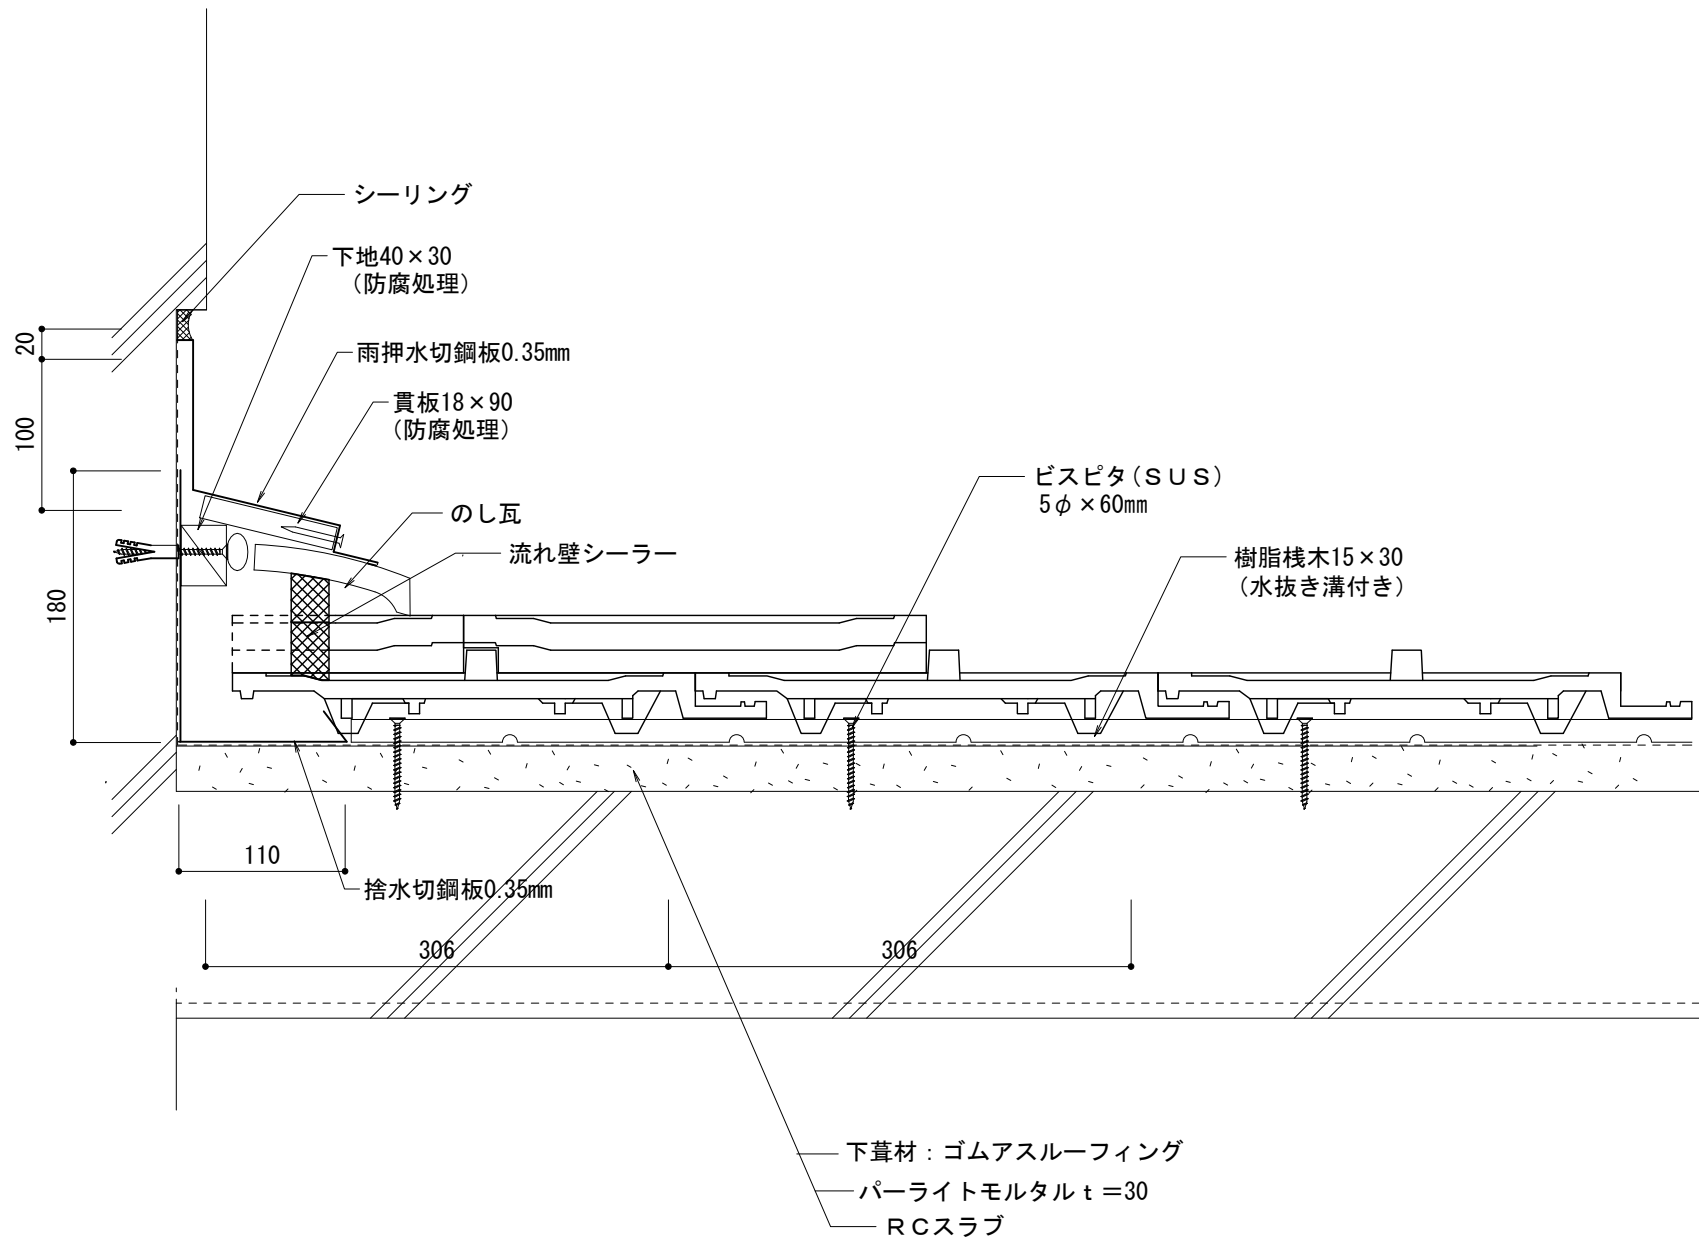 シーリング
下地40×30
（防腐処理）
雨押水切鋼板0.35mm
貫板18×90
（防腐処理）
のし瓦
流れ壁シーラー
ビスピタ（ＳＵＳ）
5φ×60mm
樹脂桟木15×30
（水抜き溝付き）
20
100
180
110
捨水切鋼板0.35mm
306
306
下葺材：ゴムアスルーフィング
パーライトモルタルｔ＝30
ＲＣスラブ